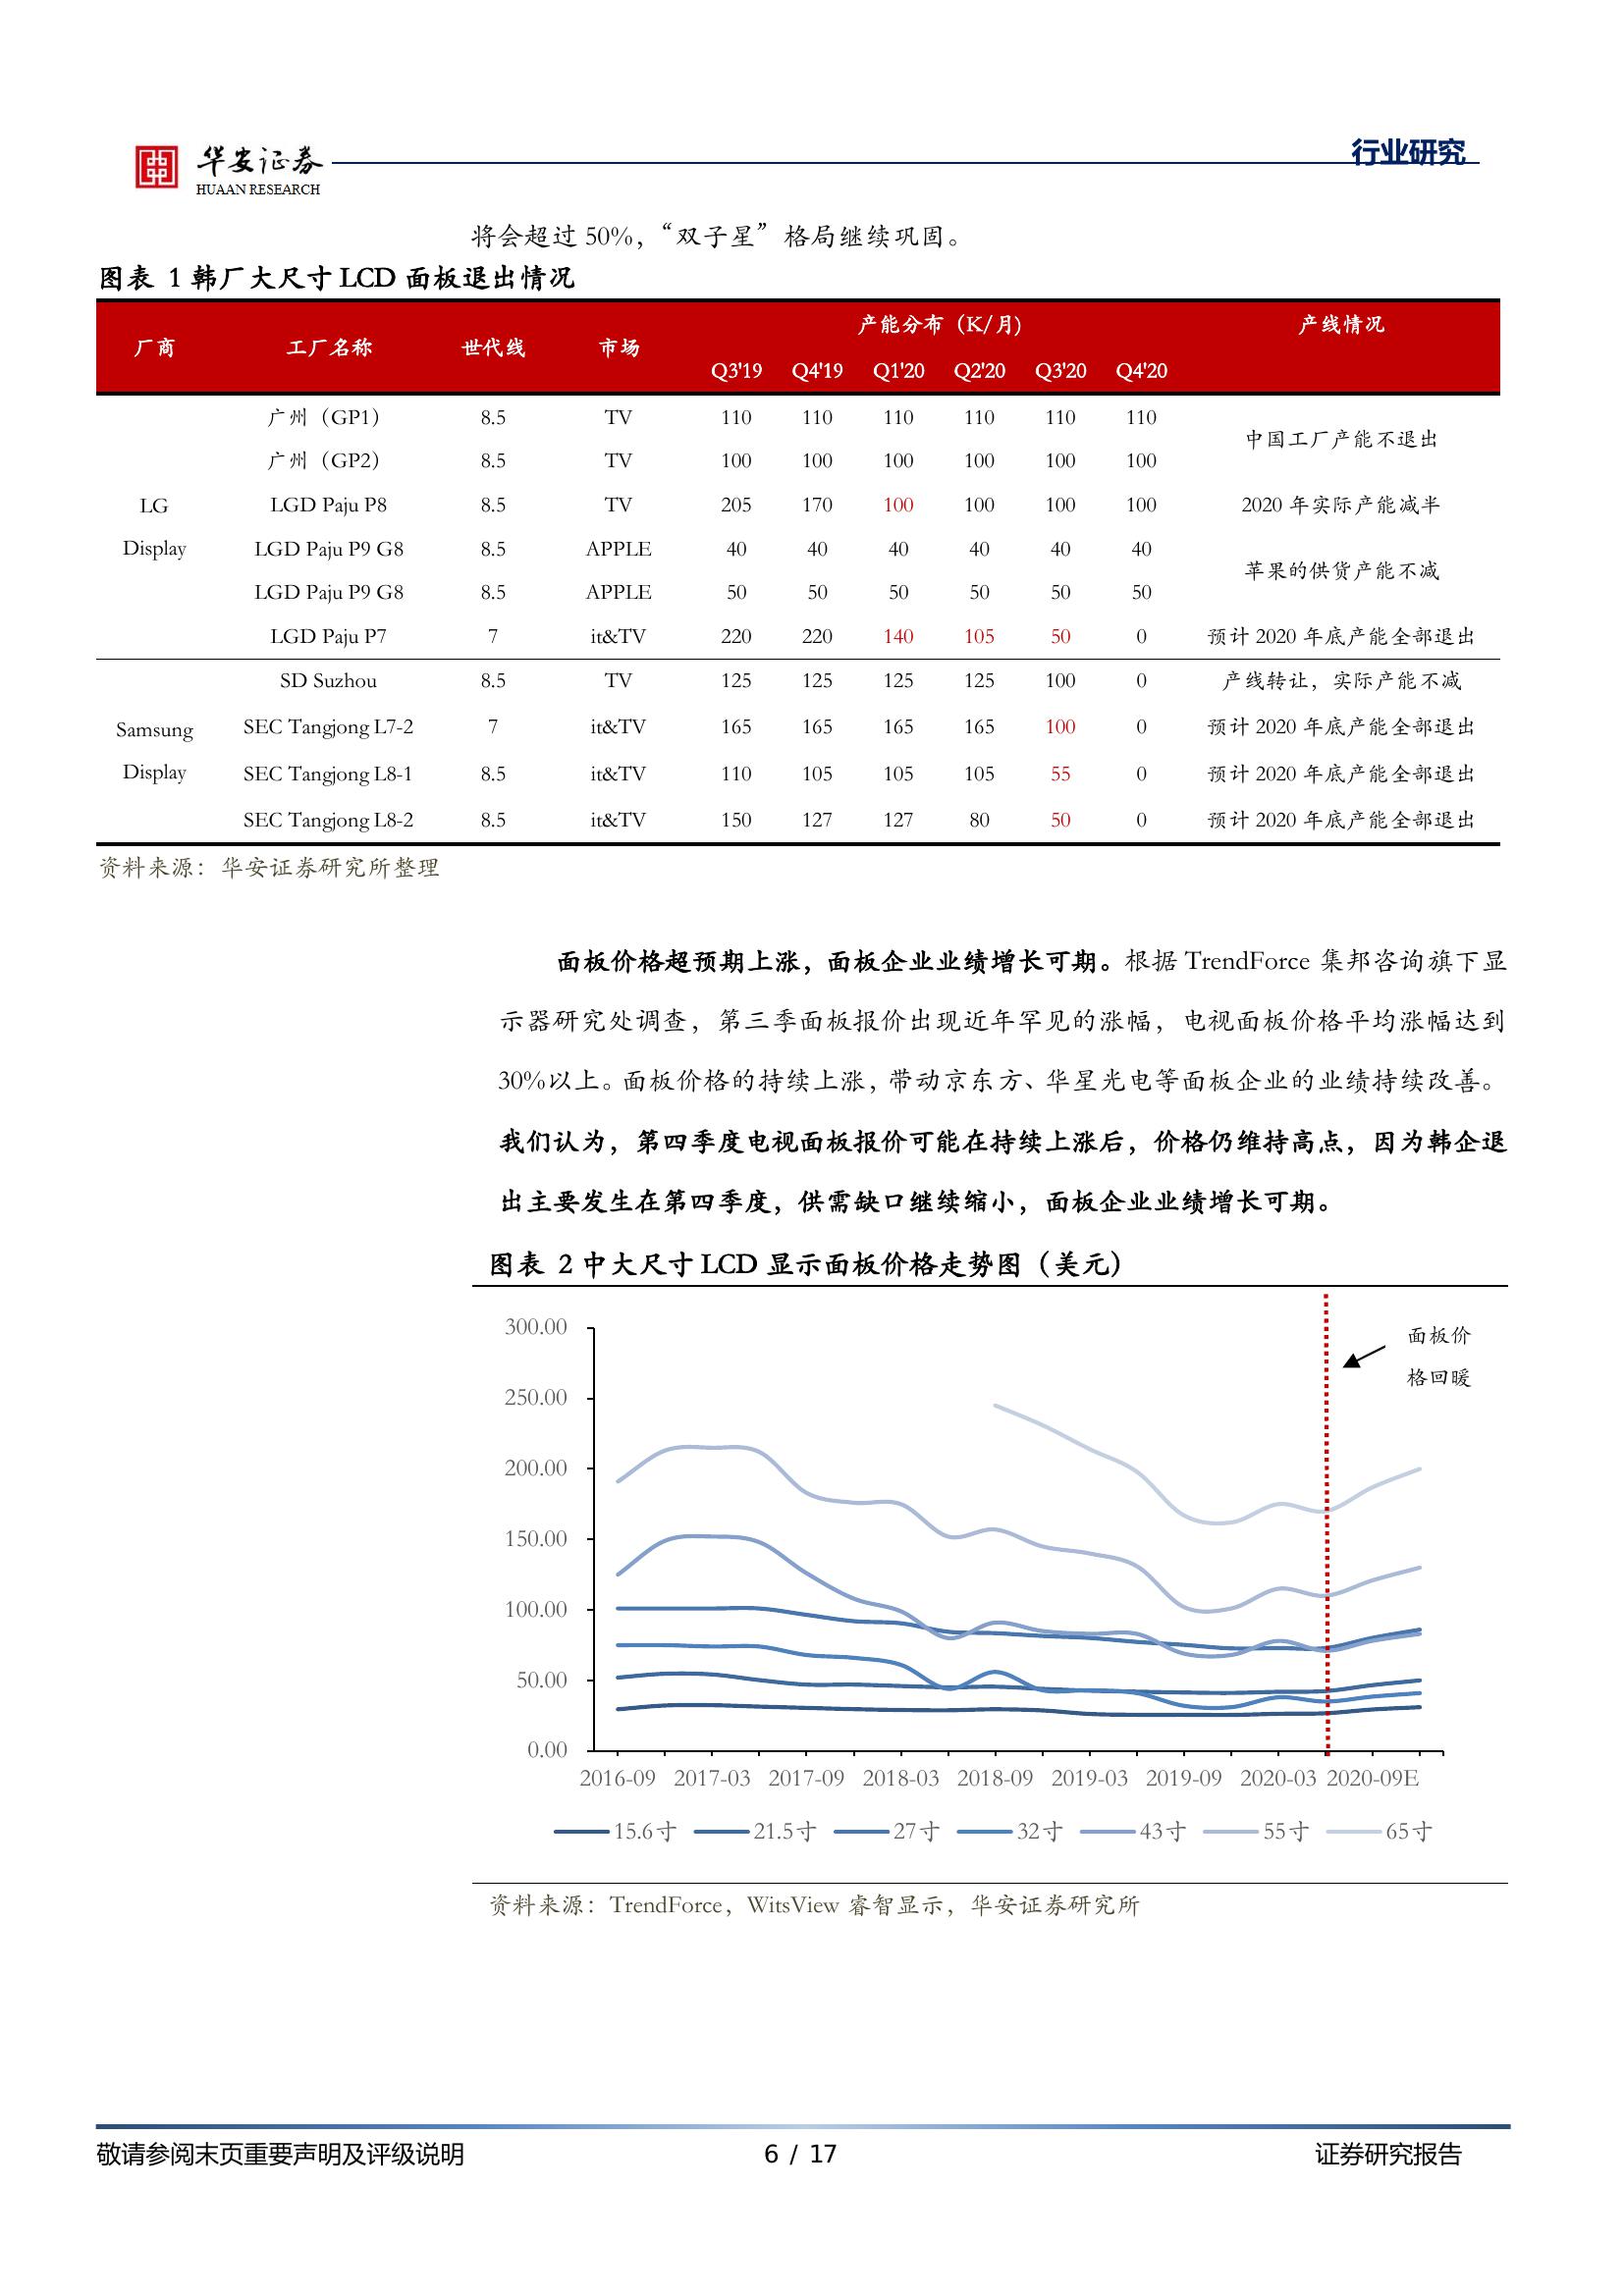 华安证券
HUAAN RESEARCH
行业研究
将会超过 50%，“双子星”格局继续巩固。
图表 1 韩厂大尺寸 LCD 面板退出情况
厂商 工厂名称 世代线 市场 产能分布（K/月） 产线情况
Q3'19 Q4'19 Q1'20 Q2'20 Q3'20 Q4'20
广州（GP1） 8.5 TV 110 110 110 110 110 110
中国工厂产能不退出
广州（GP2） 8.5 TV 100 100 100 100 100 100
LG LGD Paju P8 8.5 TV 205 170 100 100 100 100 2020 年实际产能减半
Display LGD Paju P9 G8 8.5 APPLE 40 40 40 40 40 40
苹果的供货产能不减
LGD Paju P9 G8 8.5 APPLE 50 50 50 50 50 50
LGD Paju P7 7 it&TV 220 220 140 105 50 0 预计 2020 年底产能全部退出
SD Suzhou 8.5 TV 125 125 125 125 100 0 产线转让，实际产能不减
Samsung SEC Tangjong L7-2 7 it&TV 165 165 165 165 100 0 预计 2020 年底产能全部退出
Display SEC Tangjong L8-1 8.5 it&TV 110 105 105 105 55 0 预计 2020 年底产能全部退出
SEC Tangjong L8-2 8.5 it&TV 150 127 127 80 50 0 预计 2020 年底产能全部退出
资料来源：华安证券研究所整理
面板价格超预期上涨，面板企业业绩增长可期。根据 TrendForce 集邦咨询旗下显
示器研究处调查，第三季面板报价出现近年罕见的涨幅，电视面板价格平均涨幅达到
30%以上。面板价格的持续上涨，带动京东方、华星光电等面板企业的业绩持续改善。
我们认为，第四季度电视面板报价可能在持续上涨后，价格仍维持高点，因为韩企退
出主要发生在第四季度，供需缺口继续缩小，面板企业业绩增长可期。
图表 2 中大尺寸 LCD 显示面板价格走势图（美元）
300.00
250.00
200.00
150.00
100.00
50.00
0.00
面板价
格回暖
2016-09 2017-03 2017-09 2018-03 2018-09 2019-03 2019-09 2020-03 2020-09E
15.6寸 21.5寸 27寸 32寸 43寸 55寸 65寸
资料来源：TrendForce，WitsView 睿智显示，华安证券研究所
敬请参阅末页重要声明及评级说明 6 / 17 证券研究报告